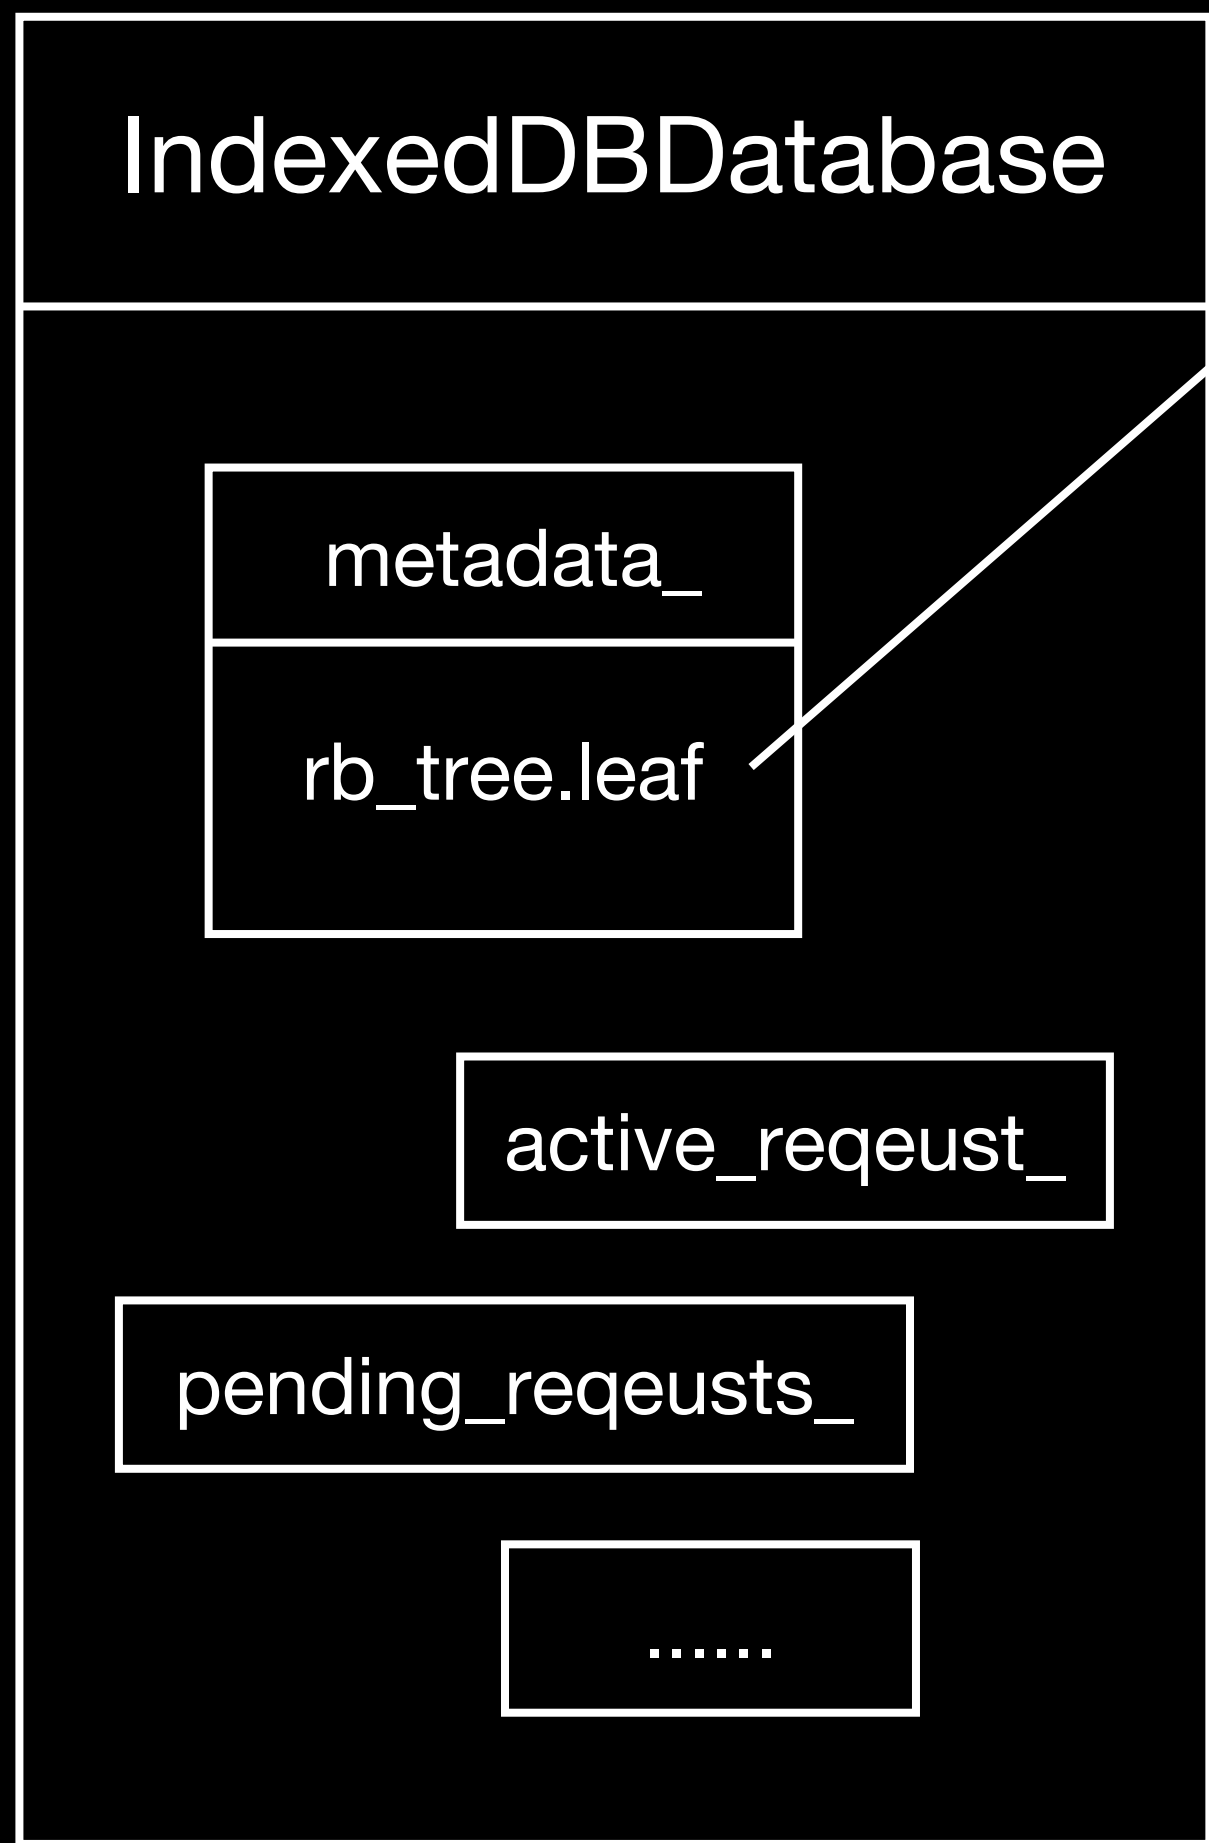 IndexedDBDatabase
metadata_
rb_tree.leaf
active_reqeust_
pending_reqeusts_
......